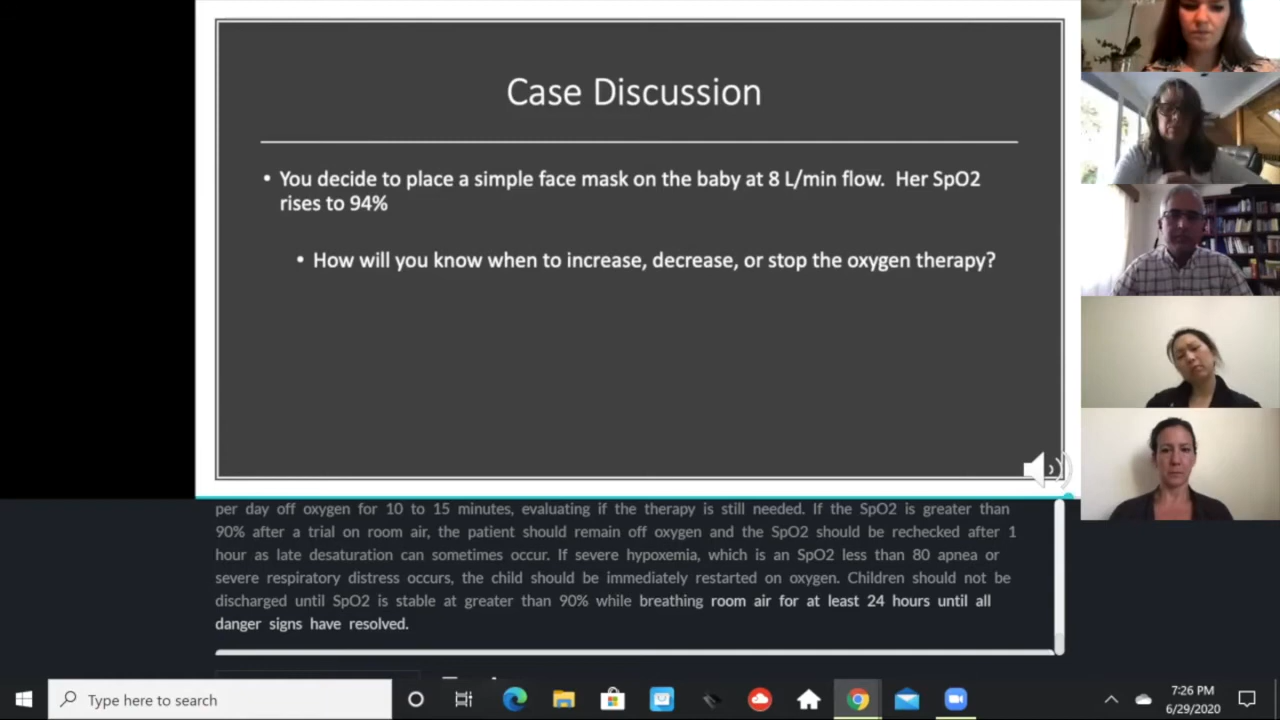 Case Discussion
• You decide to place a simple face mask on the baby at 8 L/min flow. Her SpO2
rises to 94%
• How will you know when to increase, decrease, or stop the oxygen therapy?
per day off oxygen for 10 to 15 minutes, evaluating if the therapy is still needed. If the SpO2 is greater than
90% after a trial on room air, the patient should remain off oxygen and the SpO2 should be rechecked after 1
hour as late desaturation can sometimes occur. If severe hypoxemia, which is an SpO2 less than 80 apnea or
severe respiratory distress occurs, the child should be immediately restarted on oxygen. Children should not be
discharged until SpO2 is stable at greater than 90% while breathing room air for at least 24 hours until all
danger signs have resolved.
Type here to search
7:26 PM
6/29/2020